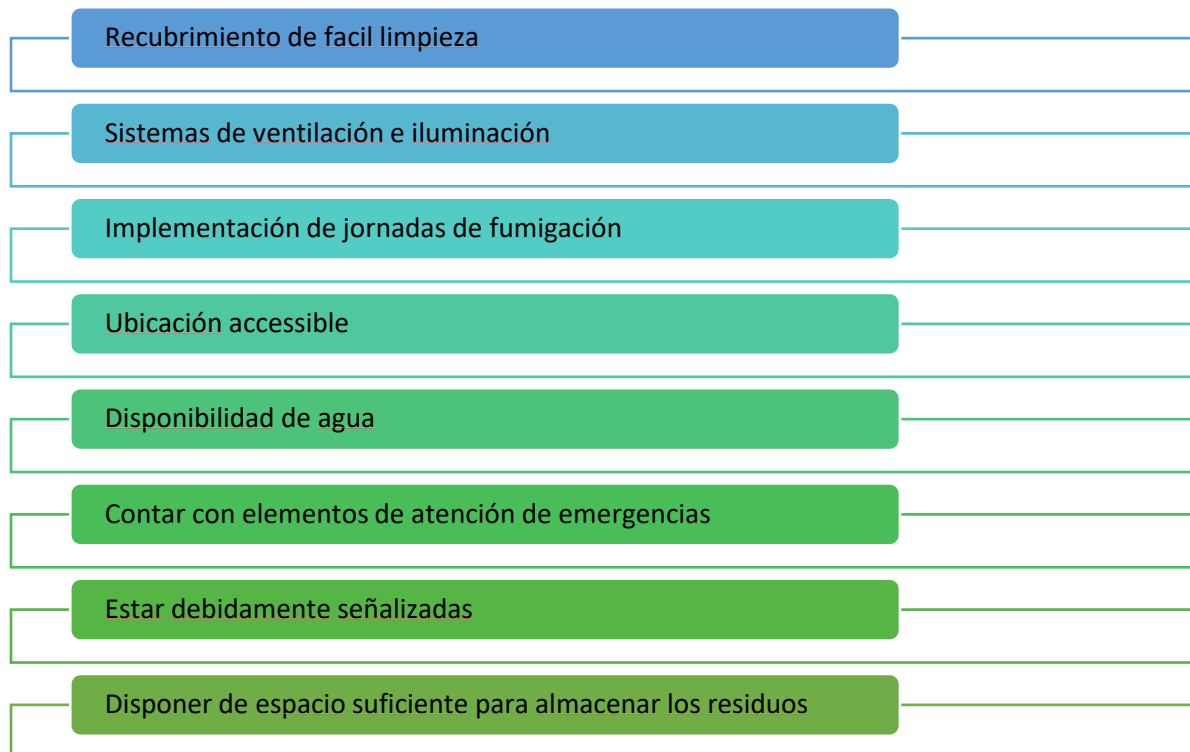 Recubrimiento de facil limpieza
Sistemas de ventilación e iluminación
Implementación de jornadas de fumigación
Ubicación accessible
Disponibilidad de agua
Contar con elementos de atención de emergencias
Estar debidamente señalizadas
Disponer de espacio suficiente para almacenar los residuos